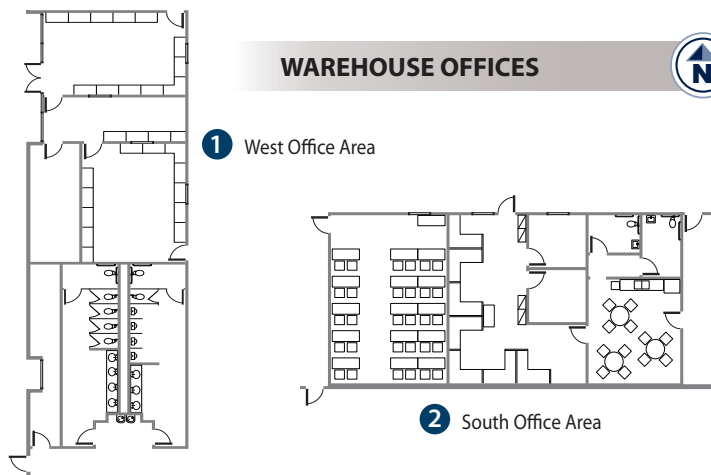 WAREHOUSE OFFICES
N
1 West Office Area
2 South Office Area